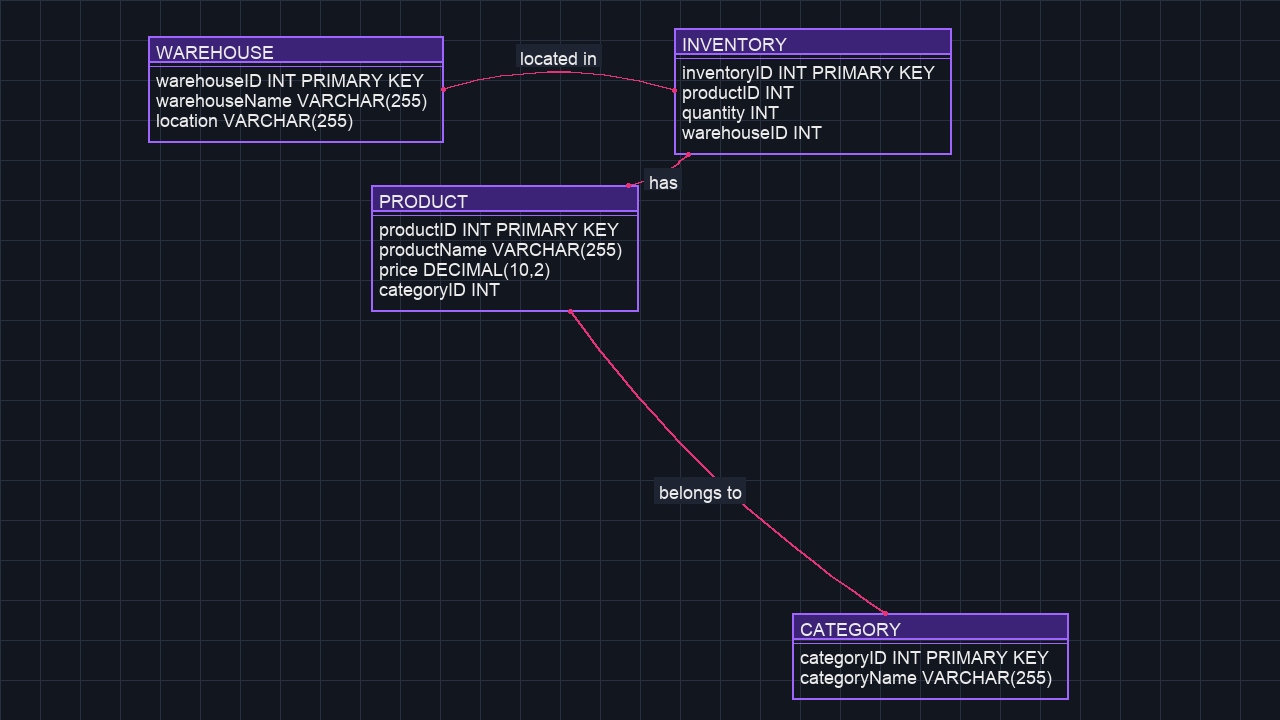 WAREHOUSE
warehouseID INT PRIMARY KEY
warehouseName VARCHAR(255)
location VARCHAR(255)
located in
INVENTORY
inventoryID INT PRIMARY KEY
productID INT
quantity INT
warehouseID INT
has
PRODUCT
productID INT PRIMARY KEY
productName VARCHAR(255)
price DECIMAL(10,2)
categoryID INT
belongs to
CATEGORY
categoryID INT PRIMARY KEY
categoryName VARCHAR(255)